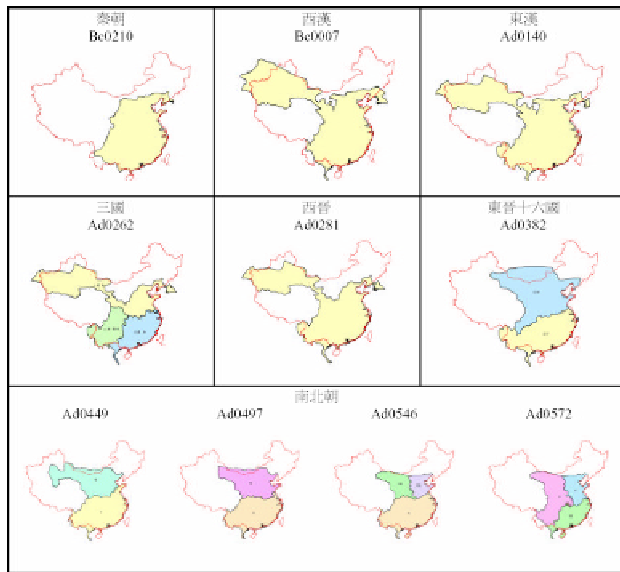 秦朝
Bc0210
西漢
Bc0007
東漢
Ad0140
三國
Ad0262
西晉
Ad0281
東晉十六國
Ad0382
南北朝
Ad0449
Ad0497
Ad0546
Ad0572